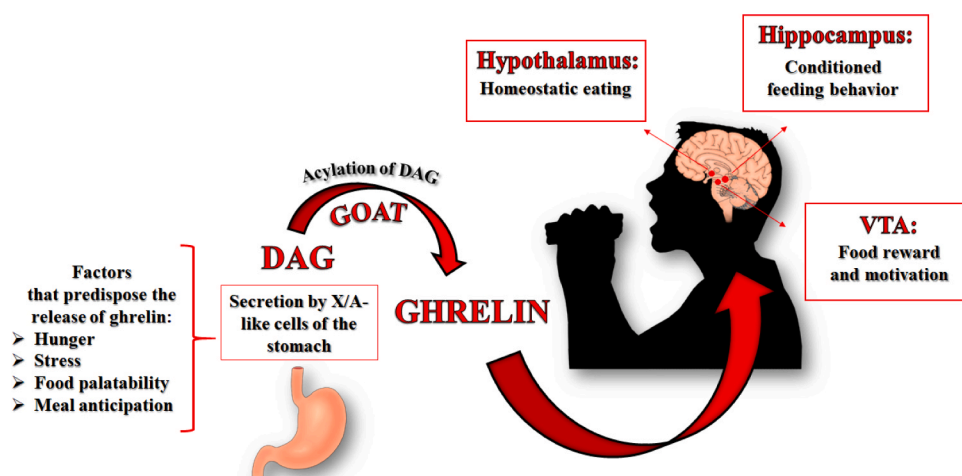 Factors
that predispose the
release of ghrelin:
➢ Hunger
➢ Stress
➢ Food palatability
➢ Meal anticipation
Acylation of DAG
GOAT
DAG
Secretion by X/A-
like cells of the
stomach
GHRELIN
Hypothalamus:
Homeostatic eating
Hippocampus:
Conditioned
feeding behavior
VTA:
Food reward
and motivation